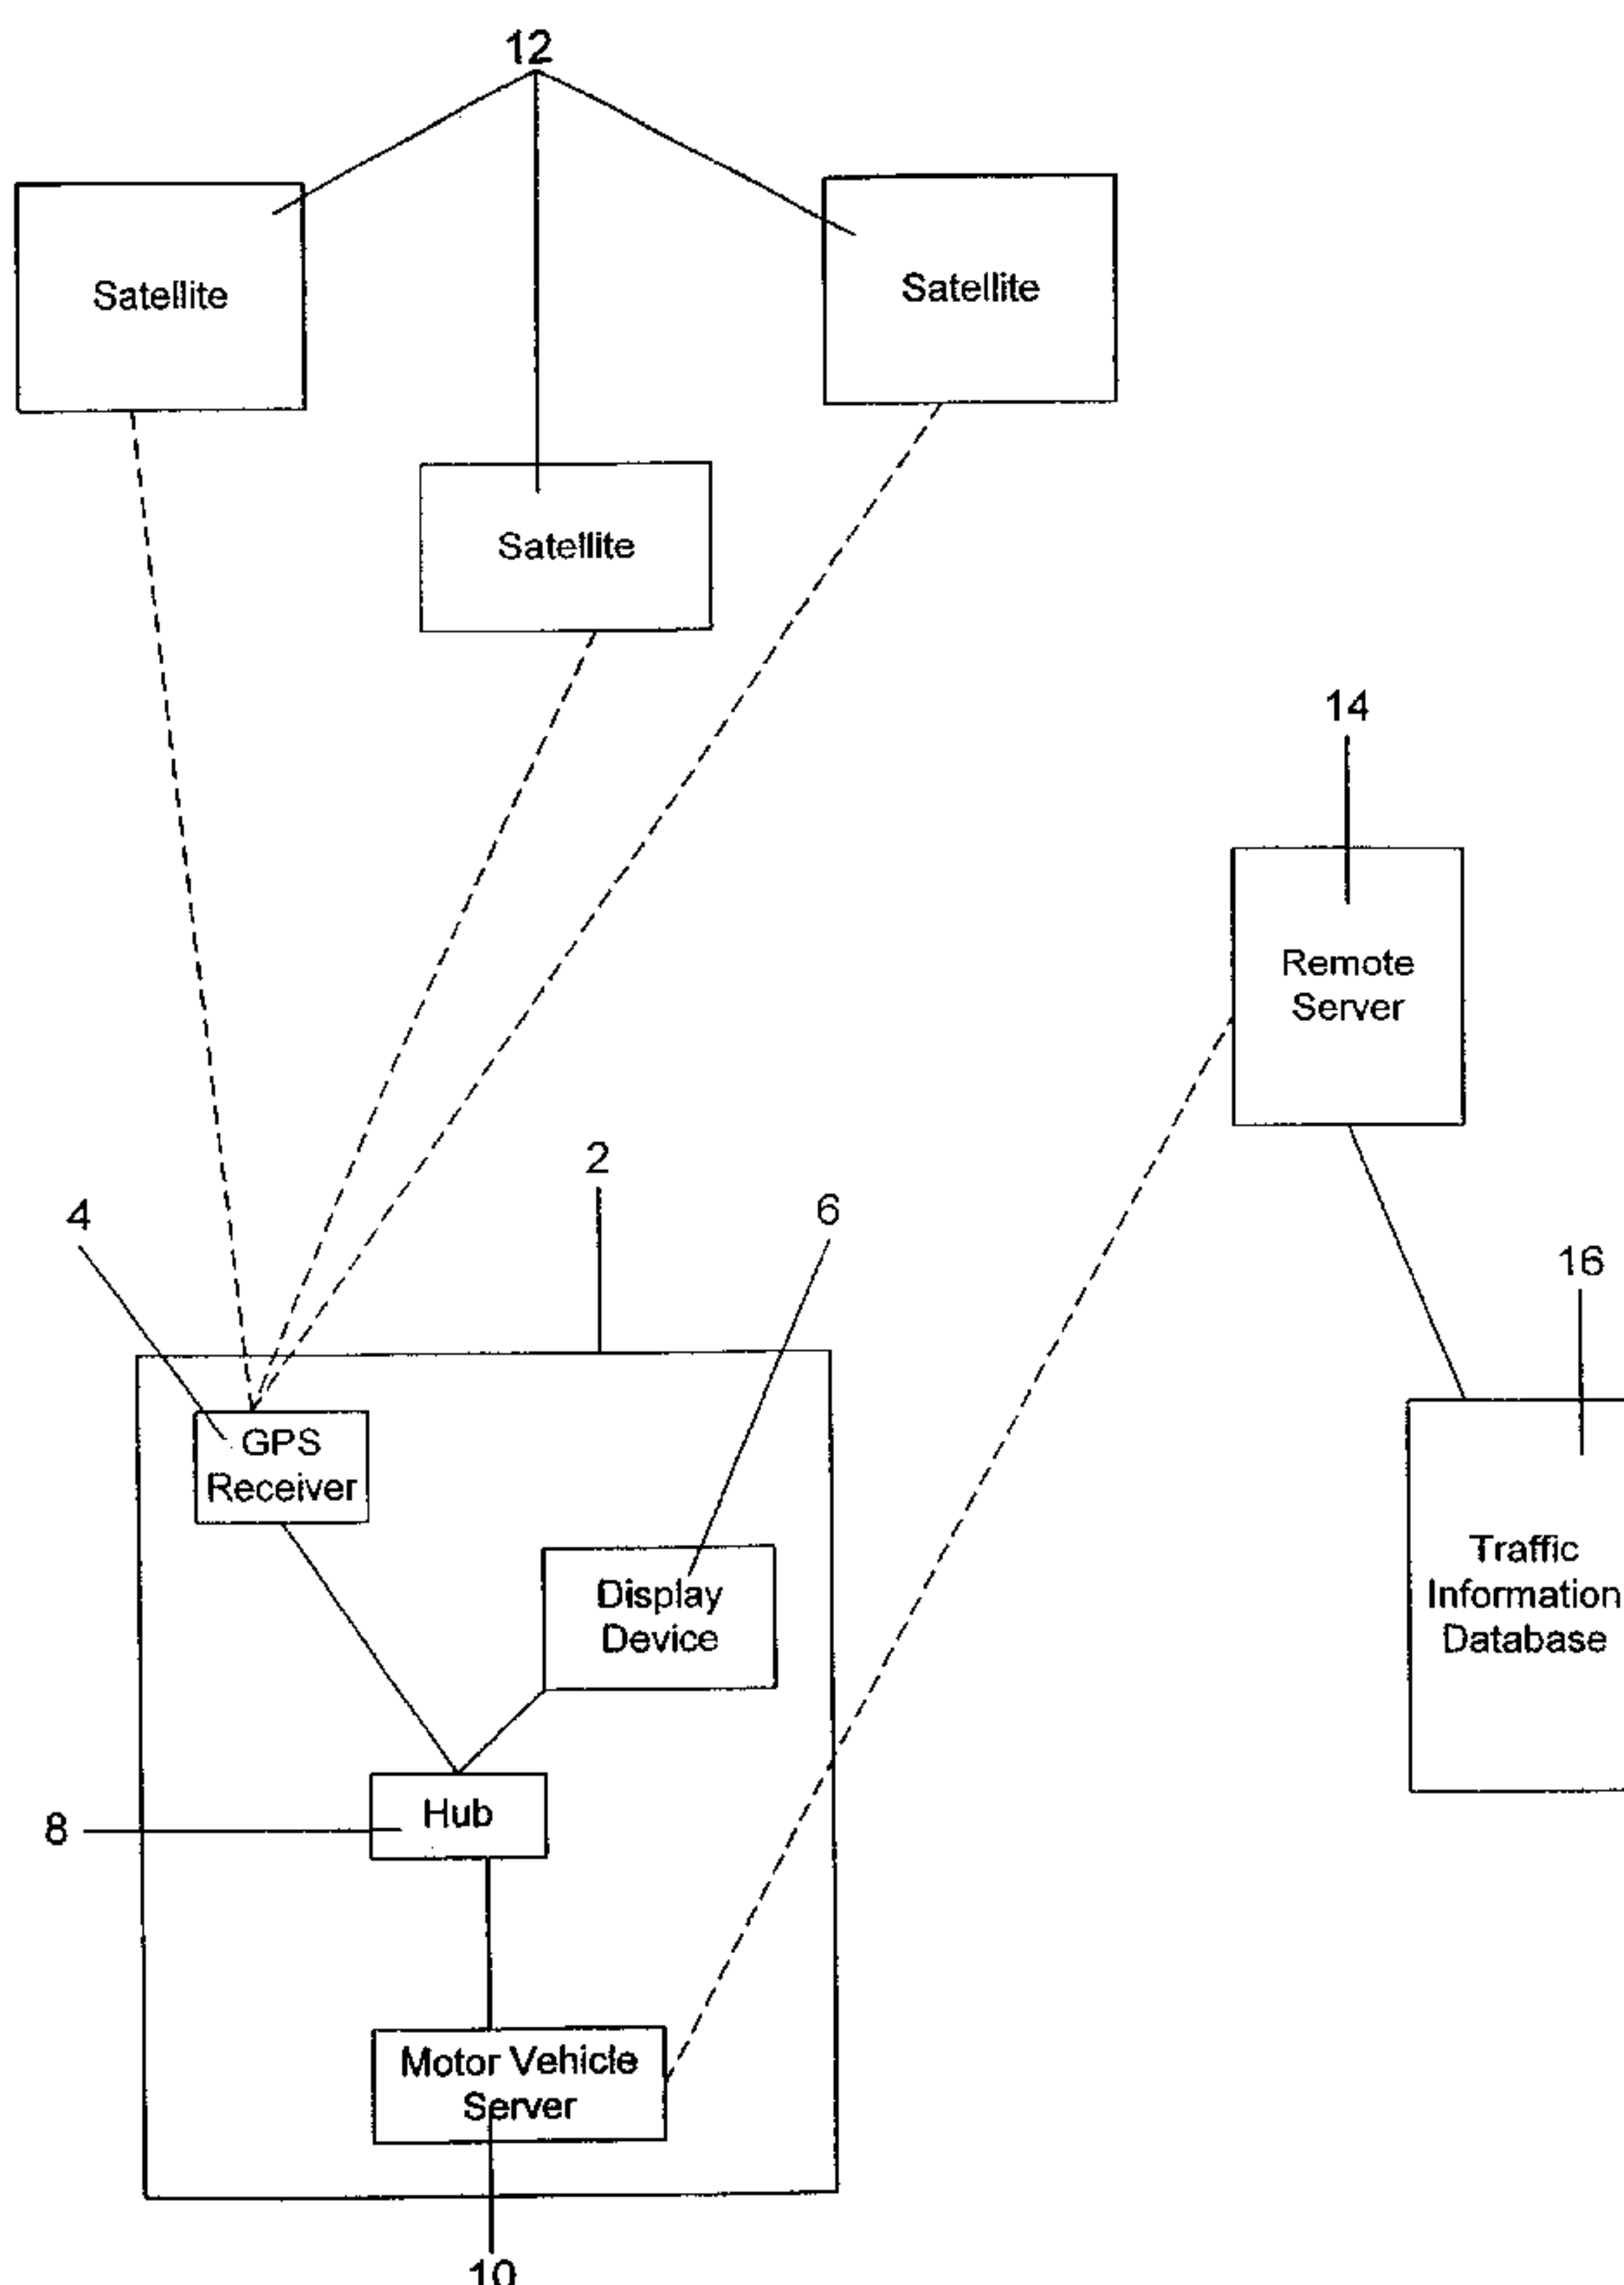 12
Satellite
Satellite
Satellite
14
Remote
Server
2
4
6
16
GPS
Receiver
Display
Device
Traffic
Information
Database
8
Hub
Motor Vehicle
Server
10